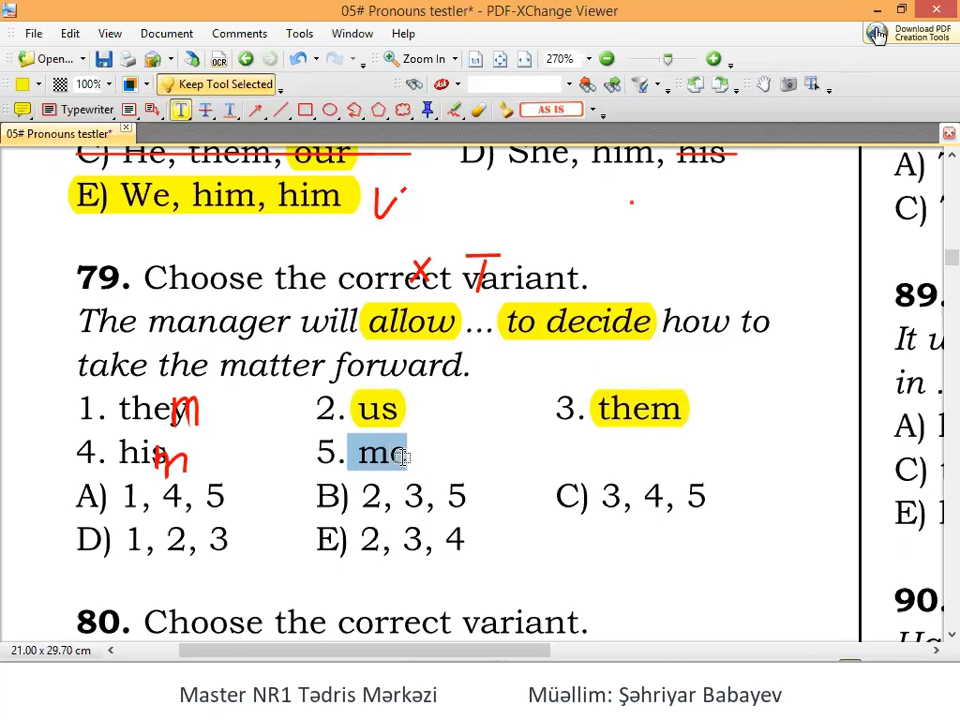 05# Pronouns testler* - PDF-XChange Viewer
File Edit View Document Comments Tools Window Help
Download PDF
Creation Tools
Open... OCR Zoom In 270%
100% Keep Tool Selected
Typewriter AS IS
05# Pronouns testler*
C) He, them, our D) She, him, his
E) We, him, him
79. Choose the correct variant.
The manager will allow ... to decide how to
take the matter forward.
1. they m 2. us 3. them
4. his m 5. me
A) 1, 4, 5 B) 2, 3, 5 C) 3, 4, 5
D) 1, 2, 3 E) 2, 3, 4
80. Choose the correct variant.
A)
C)
89.
It
in .
A)
C)
E)
90.
21.00 x 29.70 cm
Master NR1 Tədris Mərkəzi Müəllim: Şəhriyar Babayev